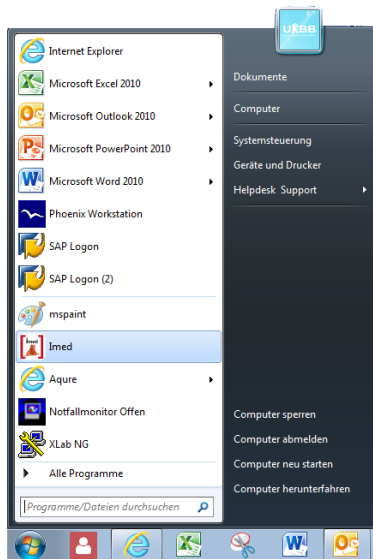 UKBB
Internet Explorer
Microsoft Excel 2010
Microsoft Outlook 2010
Microsoft PowerPoint 2010
Microsoft Word 2010
Phoenix Workstation
SAP Logon
SAP Logon (2)
mspaint
Imed
Aqure
Notfallmonitor Offen
XLab NG
Alle Programme
Programme/Dateien durchsuchen
Dokumente
Computer
Systemsteuerung
Geräte und Drucker
Helpdesk Support
Computer sperren
Computer abmelden
Computer neu starten
Computer herunterfahren